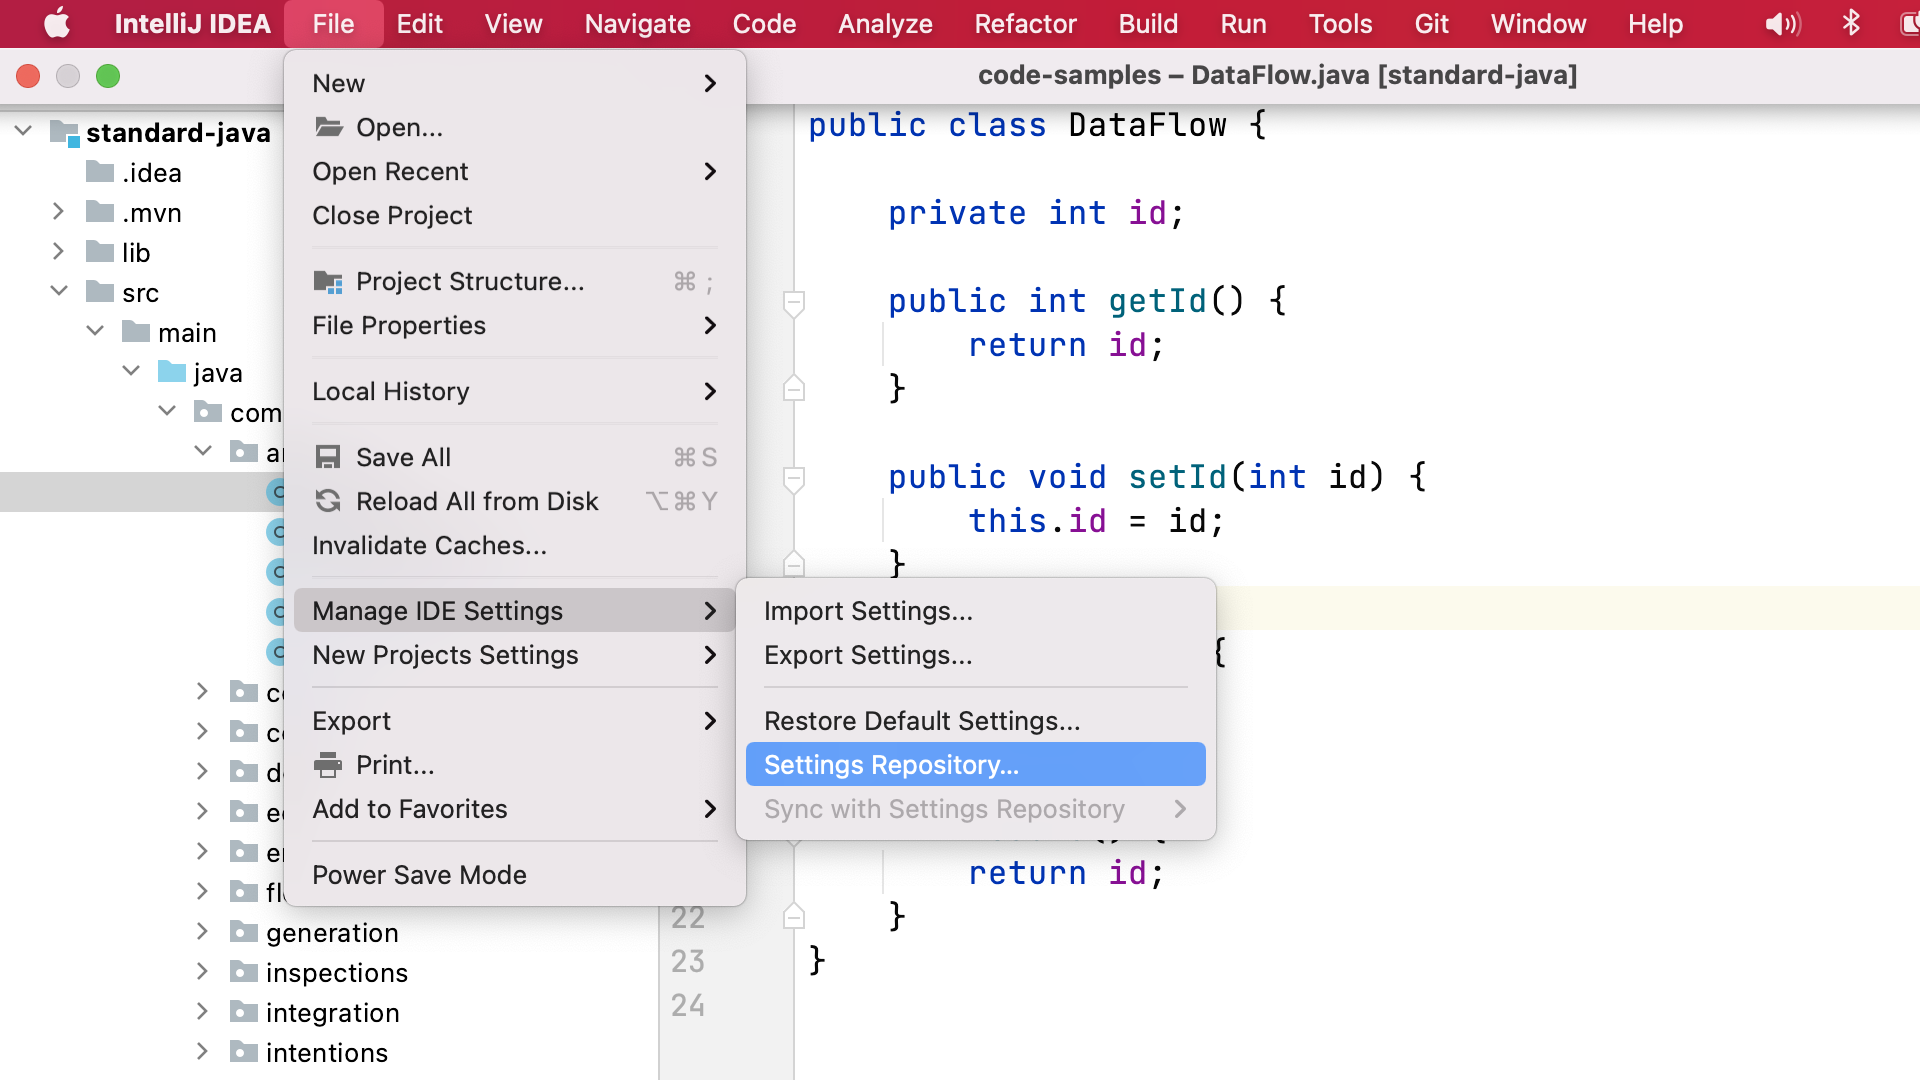 IntelliJ IDEA File Edit View Navigate Code Analyze Refactor Build Run Tools Git Window Help
code-samples – DataFlow.java [standard-java]
standard-java
.idea
.mvn
lib
src
main
java
com
generation
inspections
integration
intentions
New
Open...
Open Recent
Close Project
Project Structure... ⌘ ;
File Properties
Local History
Save All ⌘ S
Reload All from Disk ⌥⌘ Y
Invalidate Caches...
Manage IDE Settings
New Projects Settings
Export
Print...
Add to Favorites
Power Save Mode
Import Settings...
Export Settings...
Restore Default Settings...
Settings Repository...
Sync with Settings Repository
public class DataFlow {
private int id;
public int getId() {
return id;
}
public void setId(int id) {
this.id = id;
}
{
return id;
22 }
23 }
24